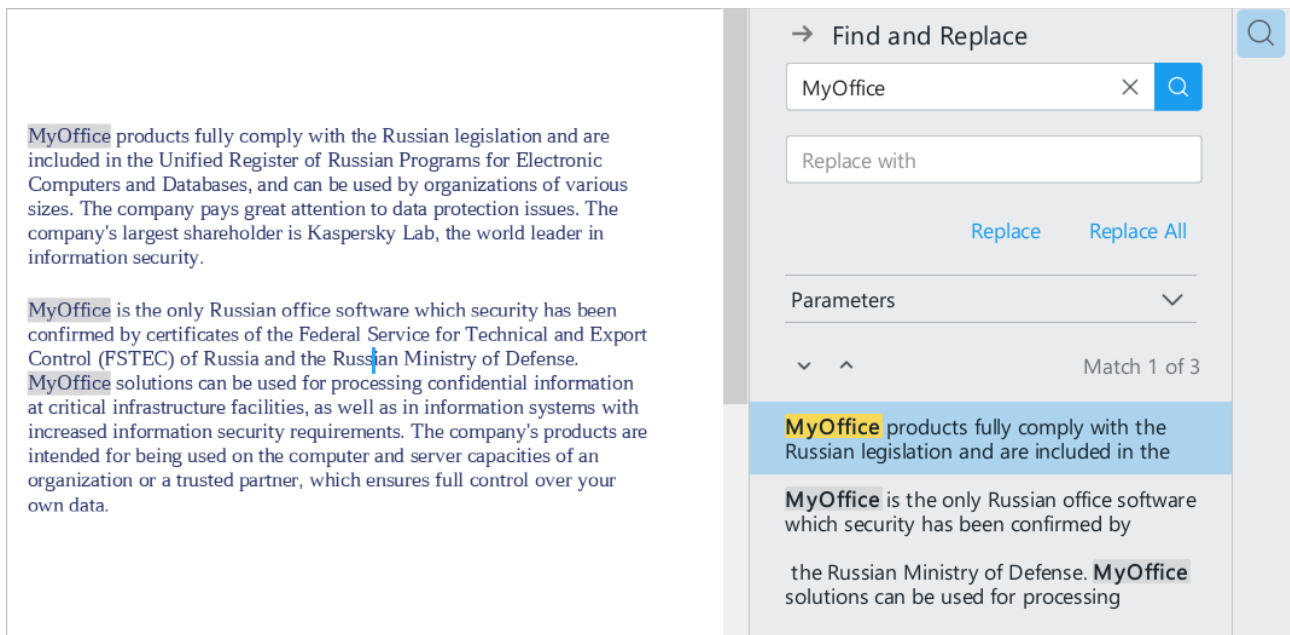 MyOffice products fully comply with the Russian legislation and are
included in the Unified Register of Russian Programs for Electronic
Computers and Databases, and can be used by organizations of various
sizes. The company pays great attention to data protection issues. The
company's largest shareholder is Kaspersky Lab, the world leader in
information security.
MyOffice is the only Russian office software which security has been
confirmed by certificates of the Federal Service for Technical and Export
Control (FSTEC) of Russia and the Russian Ministry of Defense.
MyOffice solutions can be used for processing confidential information
at critical infrastructure facilities, as well as in information systems with
increased information security requirements. The company's products are
intended for being used on the computer and server capacities of an
organization or a trusted partner, which ensures full control over your
own data.
Find and Replace
MyOffice
Replace with
Replace Replace All
Parameters
Match 1 of 3
MyOffice products fully comply with the
Russian legislation and are included in the
MyOffice is the only Russian office software
which security has been confirmed by
the Russian Ministry of Defense. MyOffice
solutions can be used for processing